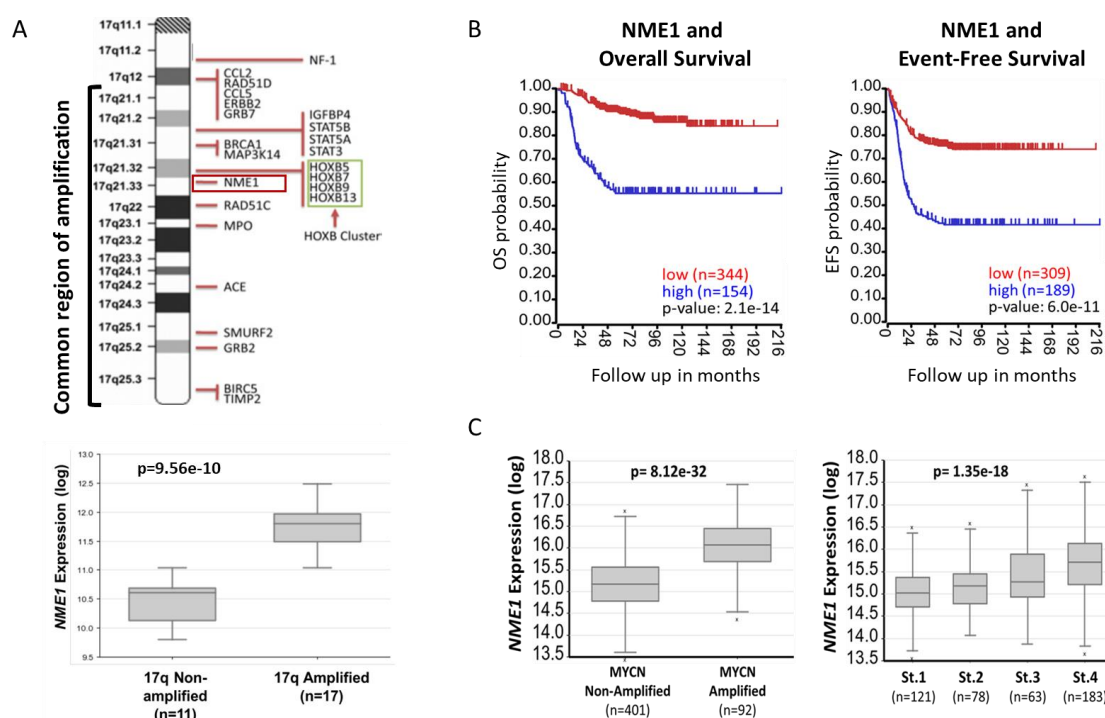 A
Common region of amplification
17q11.1
17q11.2
17q12
17q21.1
17q21.2
17q21.31
17q21.32
17q21.33
17q22
17q23.1
17q23.2
17q23.3
17q24.1
17q24.2
17q24.3
17q25.1
17q25.2
17q25.3
NF-1
CCL2
RAD51D
CCL5
ERBB2
GRB7
IGFBP4
STAT5B
STAT5A
STAT3
BRCA1
MAP3K14
HOXB5
HOXB7
HOXB9
HOXB13
NME1
RAD51C
HOXB Cluster
MPO
ACE
SMURF2
GRB2
BIRC5
TIMP2
NME1 Expression (log)
13.0
12.5
12.0
11.5
11.0
10.5
10.0
9.5
p=9.56e-10
17q Non-
amplified
(n=11)
17q Amplified
(n=17)
B
NME1 and
Overall Survival
OS probability
1.00
0.90
0.80
0.70
0.60
0.50
0.40
0.30
0.20
0.10
0.00
low (n=344)
high (n=154)
p-value: 2.1e-14
0 24 48 72 96 120 144 168 192 216
Follow up in months
NME1 and
Event-Free Survival
EFS probability
1.00
0.90
0.80
0.70
0.60
0.50
0.40
0.30
0.20
0.10
0.00
low (n=309)
high (n=189)
p-value: 6.0e-11
0 24 48 72 96 120 144 168 192 216
Follow up in months
C
NME1 Expression (log)
18.0
17.5
17.0
16.5
16.0
15.5
15.0
14.5
14.0
13.5
p= 8.12e-32
MYCN
Non-Amplified
(n=401)
MYCN
Amplified
(n=92)
NME1 Expression (log)
18.0
17.5
17.0
16.5
16.0
15.5
15.0
14.5
14.0
13.5
p= 1.35e-18
St.1 St.2 St.3 St.4
(n=121) (n=78) (n=63) (n=183)